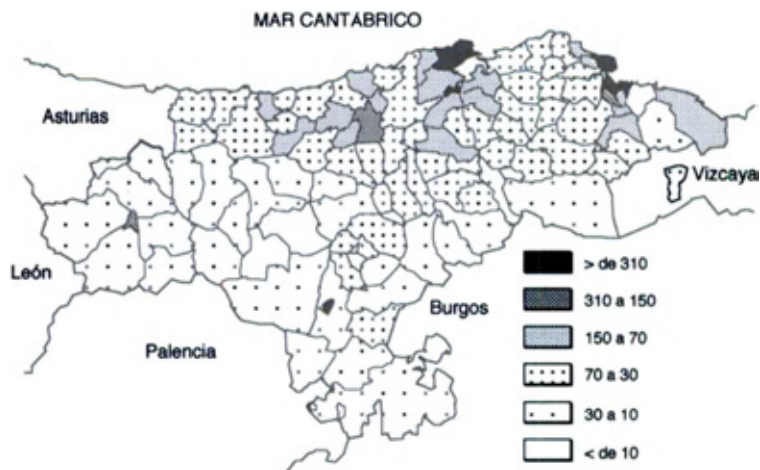 MAR CANTÁBRICO
Asturias
Vizcaya
León
Burgos
Palencia
> de 310
310 a 150
150 a 70
70 a 30
30 a 10
< de 10